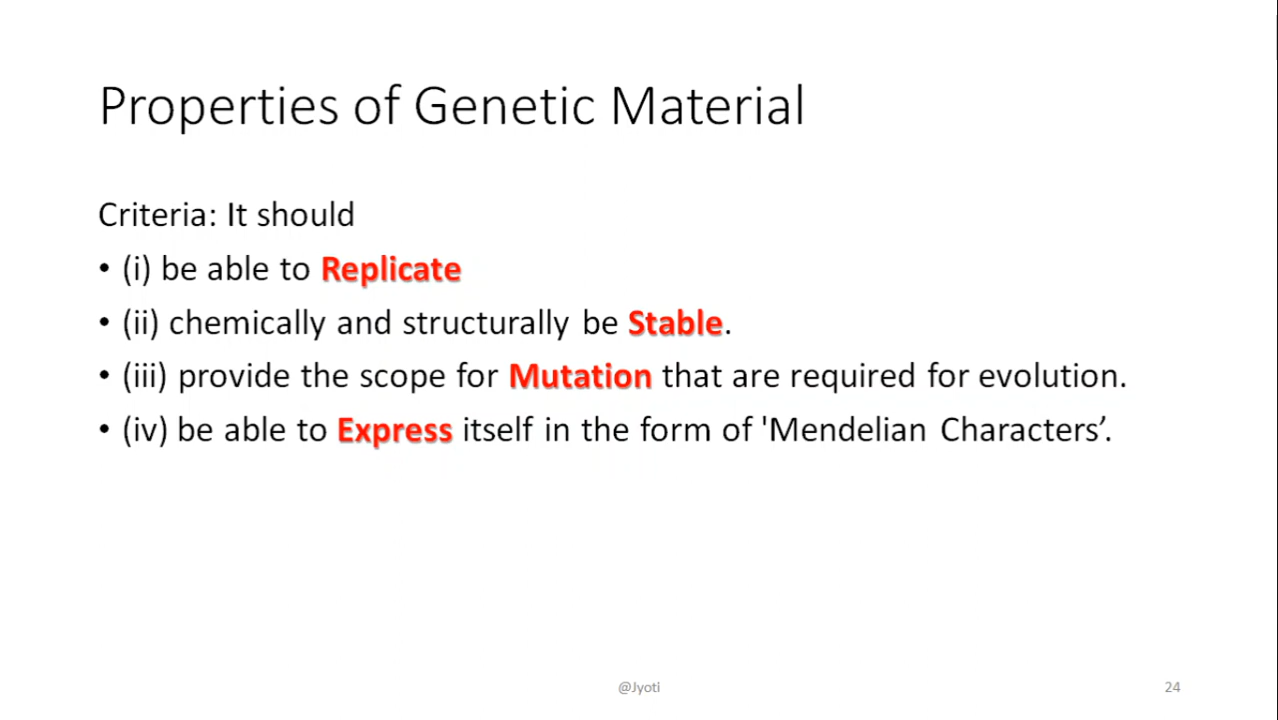 Properties of Genetic Material
Criteria: It should
• (i) be able to Replicate
• (ii) chemically and structurally be Stable.
• (iii) provide the scope for Mutation that are required for evolution.
• (iv) be able to Express itself in the form of 'Mendelian Characters’.
@Jyoti
24